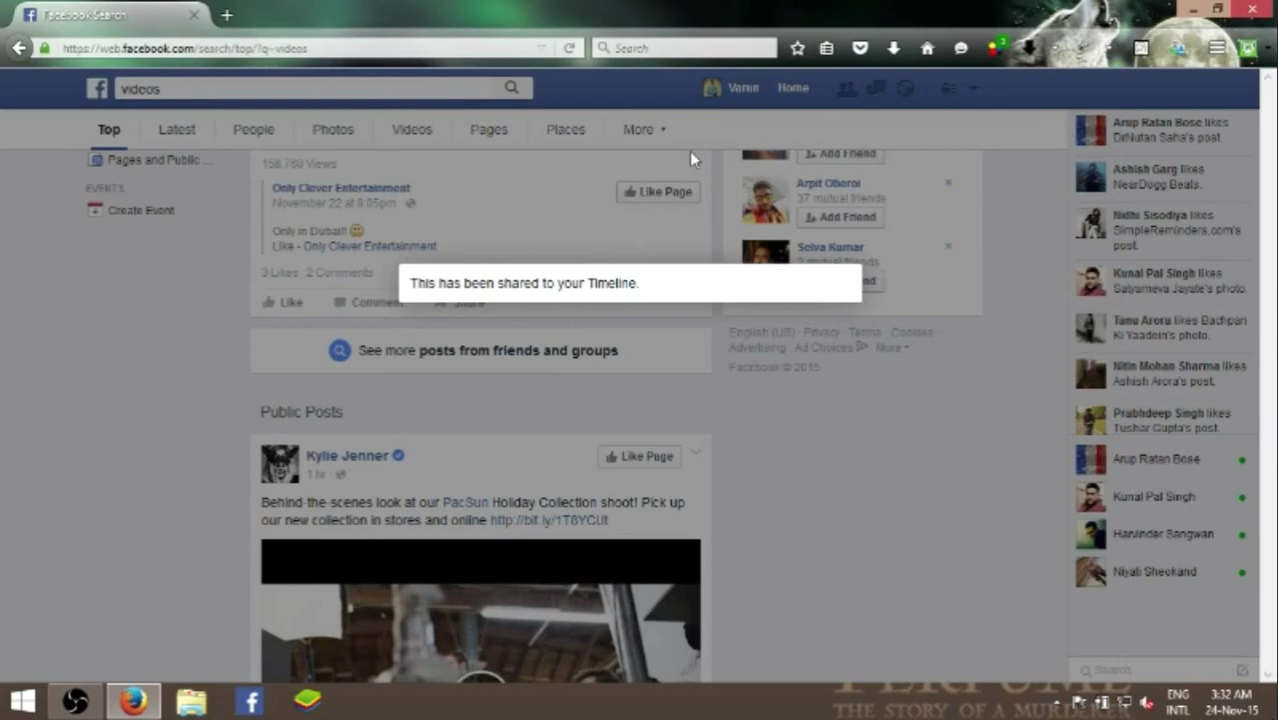 Facebook Search
https://web.facebook.com/search/top/?q=videos
Search
3
videos
Varun
Home
Top
Latest
People
Photos
Videos
Pages
Places
More
Pages and Public ...
EVENTS
Create Event
158,760 Views
Only Clever Entertainment
November 22 at 8:05pm
Like Page
Only in Dubai!!
Like - Only Clever Entertainment
3 Likes 2 Comments
Like
Comment
Share
This has been shared to your Timeline.
See more posts from friends and groups
Public Posts
Kylie Jenner
1 hr
Like Page
Behind-the-scenes look at our PacSun Holiday Collection shoot! Pick up
our new collection in stores and online http://bit.ly/1T8YCUt
Add Friend
Arpit Oberoi
37 mutual friends
Add Friend
Selva Kumar
2 mutual friends
English (US) · Privacy · Terms · Cookies ·
Advertising · Ad Choices · More
Facebook © 2015
Arup Ratan Bose likes
DrNutan Saha's post.
Ashish Garg likes
NearDogg Beats.
Nidhi Sisodiya likes
SimpleReminders.com's
post.
Kunal Pal Singh likes
Satyameva Jayate's photo.
Tanu Arora likes Bachpan
Ki Yaadein's photo.
Nitin Mohan Sharma likes
Ashish Arora's post.
Prabhdeep Singh likes
Tushar Gupta's post.
Arup Ratan Bose
Kunal Pal Singh
Harvinder Sangwan
Niyati Sheokand
Search
PERFUME
THE STORY OF A MURDERER
ENG
INTL
3:32 AM
24-Nov-15